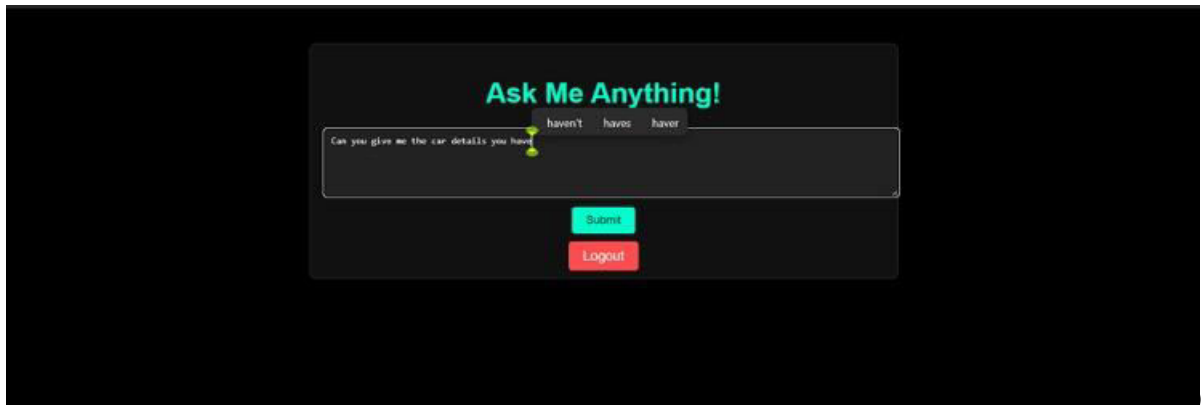 Ask Me Anything!
haven't haves haver
Can you give me the car details you have
Submit
Logout